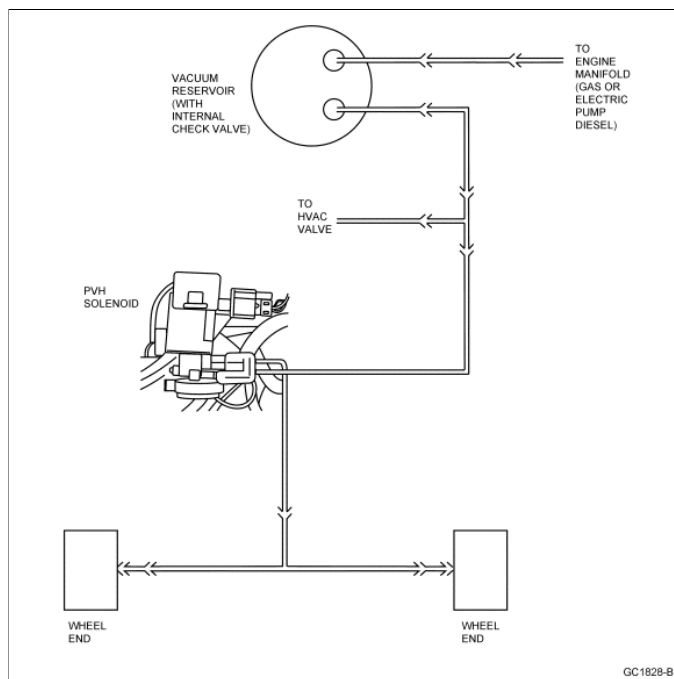 VACUUM
RESERVOIR
(WITH
INTERNAL
CHECK VALVE)
TO
ENGINE
MANIFOLD
(GAS OR
ELECTRIC
PUMP
DIESEL)
TO
HVAC
VALVE
PVH
SOLENOID
WHEEL
END
WHEEL
END
GC1828-B